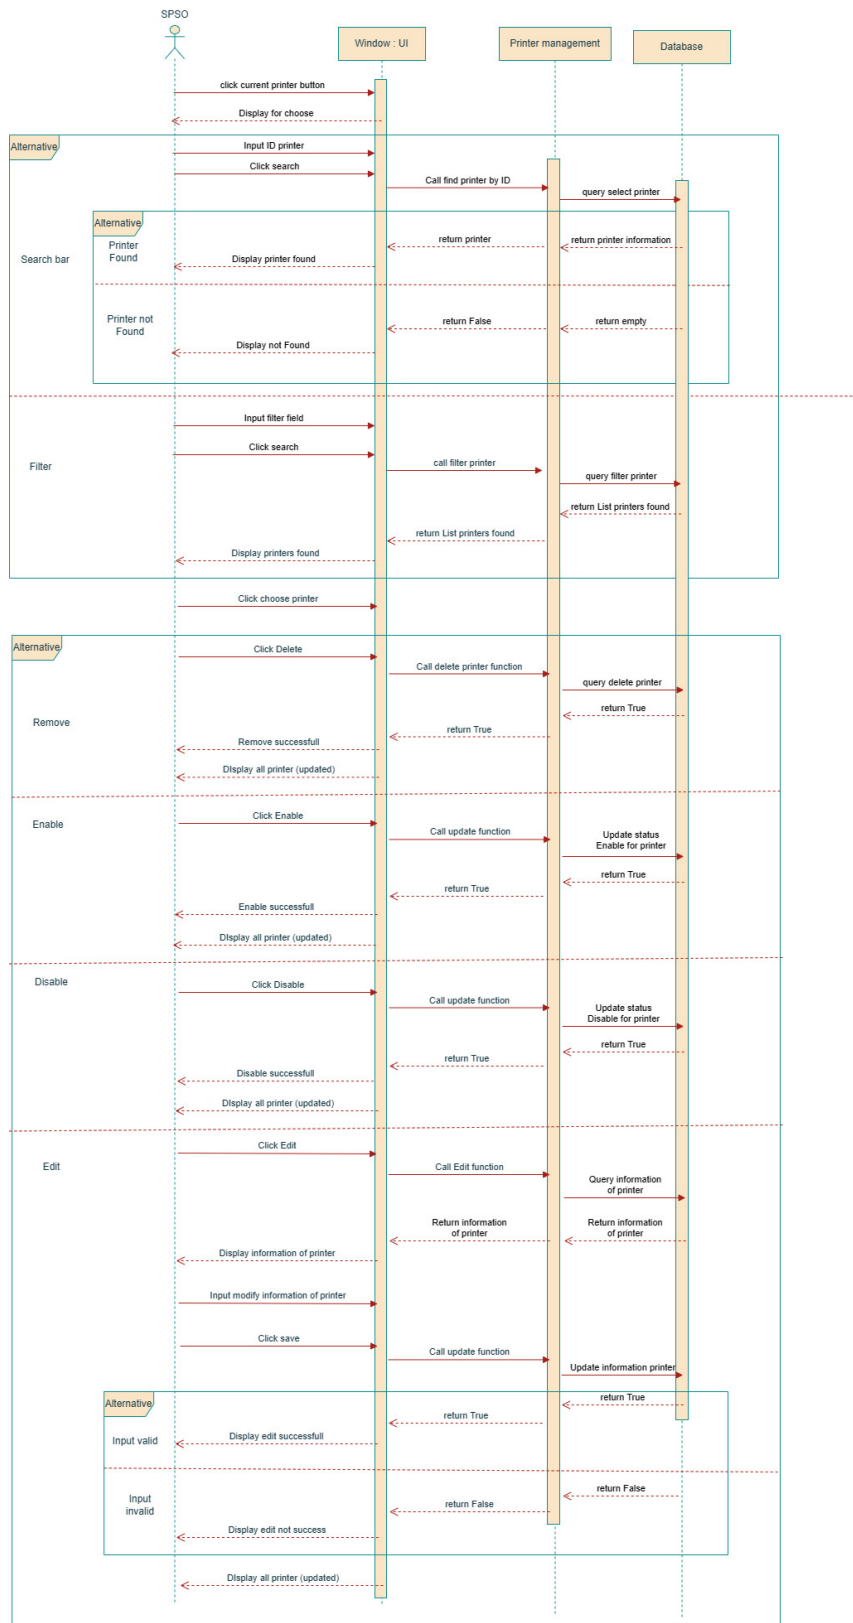 SPSO
Window : UI
Printer management
Database
click current printer button
Display for choose
Alternative
Input ID printer
Click search
Call find printer by ID
query select printer
Alternative
Search bar
Printer
Found
return printer
return printer information
Display printer found
Printer not
Found
return False
return empty
Display not Found
Input filter field
Click search
Filter
call filter printer
query filter printer
return List printers found
return List printers found
Display printers found
Click choose printer
Alternative
Click Delete
Call delete printer function
query delete printer
return True
Remove
return True
Remove successfull
DIsplay all printer (updated)
Click Enable
Enable
Call update function
Update status
Enable for printer
return True
return True
Enable successfull
DIsplay all printer (updated)
Disable
Click Disable
Call update function
Update status
Disable for printer
return True
return True
Disable successfull
DIsplay all printer (updated)
Click Edit
Edit
Call Edit function
Query information
of printer
Return information
of printer
Return information
of printer
Display information of printer
Input modify information of printer
Click save
Call update function
Update information printer
Alternative
return True
return True
Input valid
Display edit successfull
Input
invalid
return False
return False
Display edit not success
DIsplay all printer (updated)